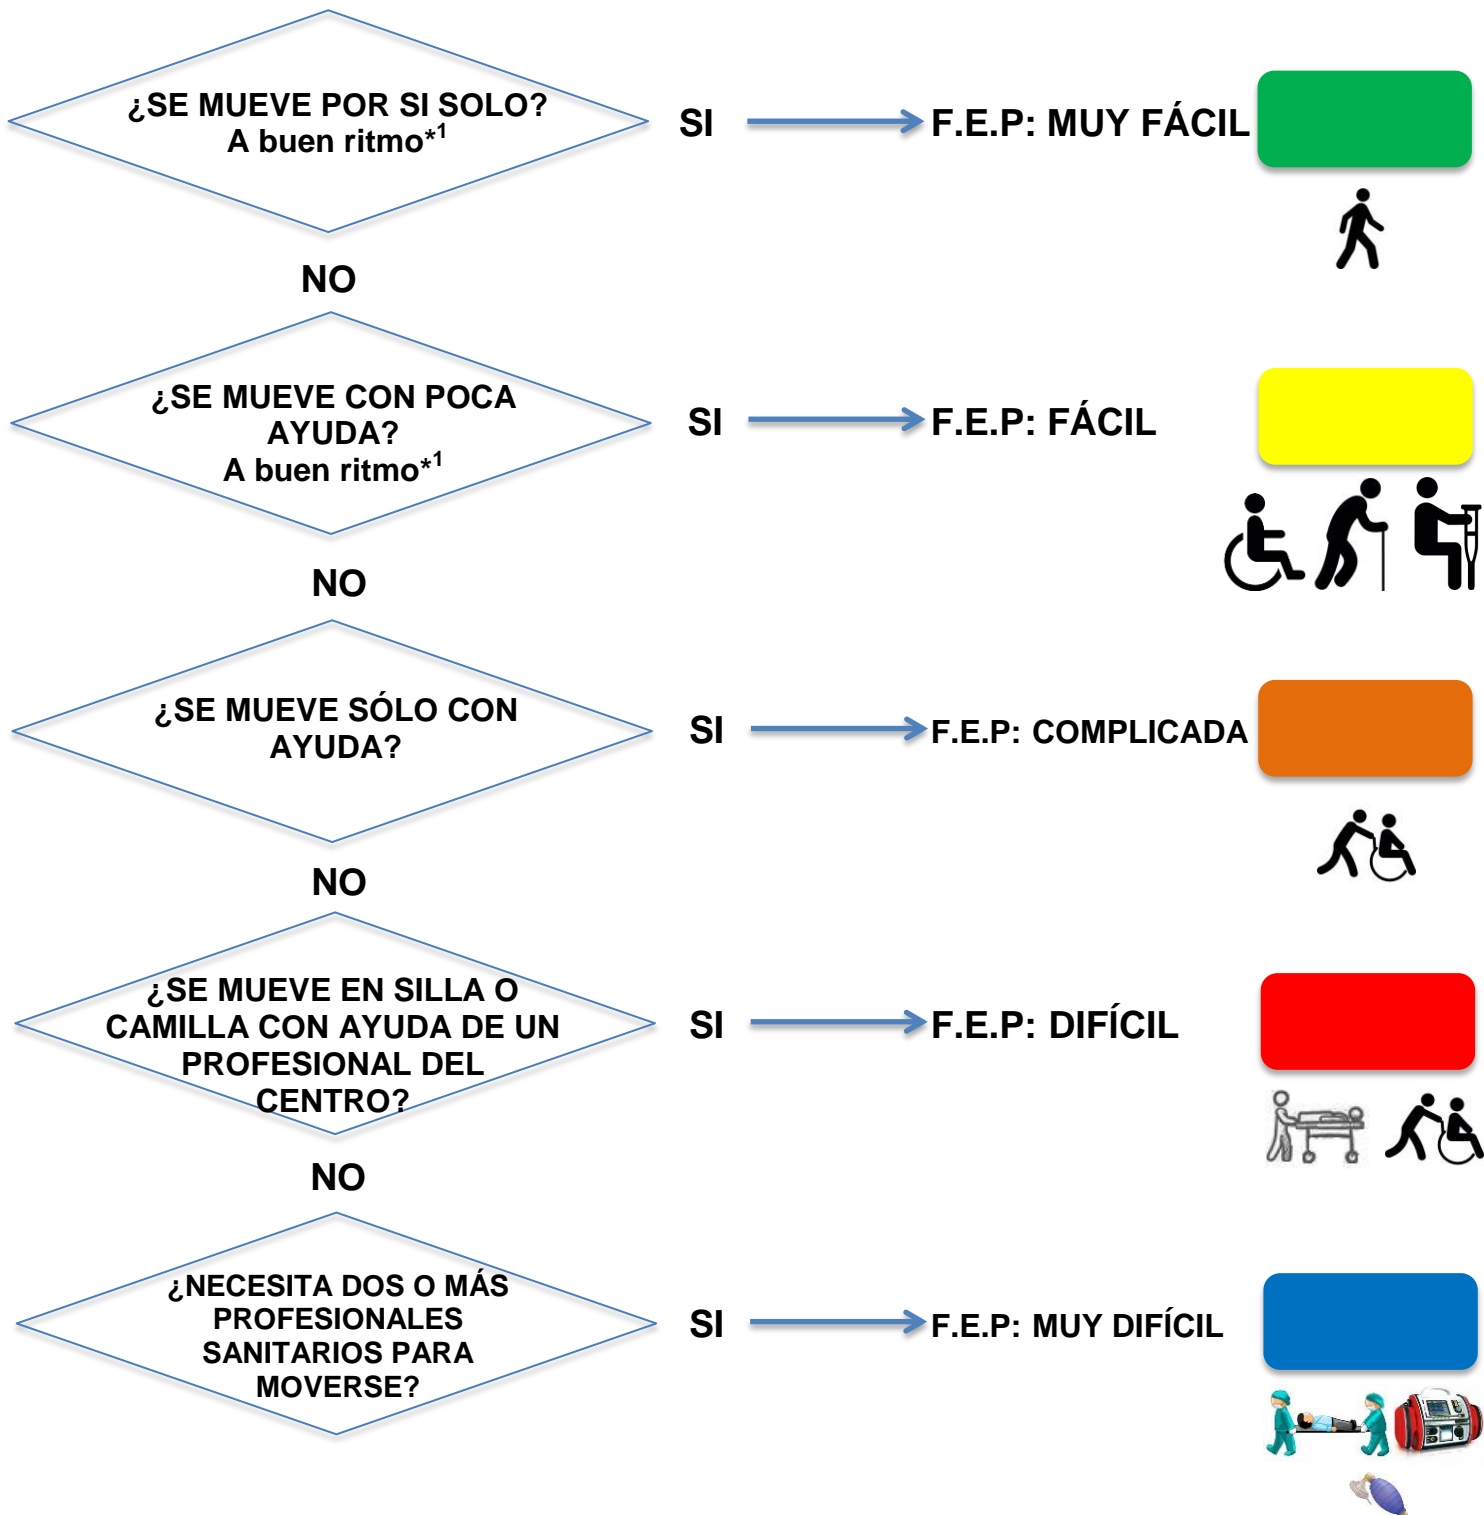 ¿SE MUEVE POR SI SOLO?
A buen ritmo*¹
SI
F.E.P: MUY FÁCIL
NO
¿SE MUEVE CON POCA
AYUDA?
A buen ritmo*¹
SI
F.E.P: FÁCIL
NO
¿SE MUEVE SÓLO CON
AYUDA?
SI
F.E.P: COMPLICADA
NO
¿SE MUEVE EN SILLA O
CAMILLA CON AYUDA DE UN
PROFESIONAL DEL
CENTRO?
SI
F.E.P: DIFÍCIL
NO
¿NECESITA DOS O MÁS
PROFESIONALES
SANITARIOS PARA
MOVERSE?
SI
F.E.P: MUY DIFÍCIL